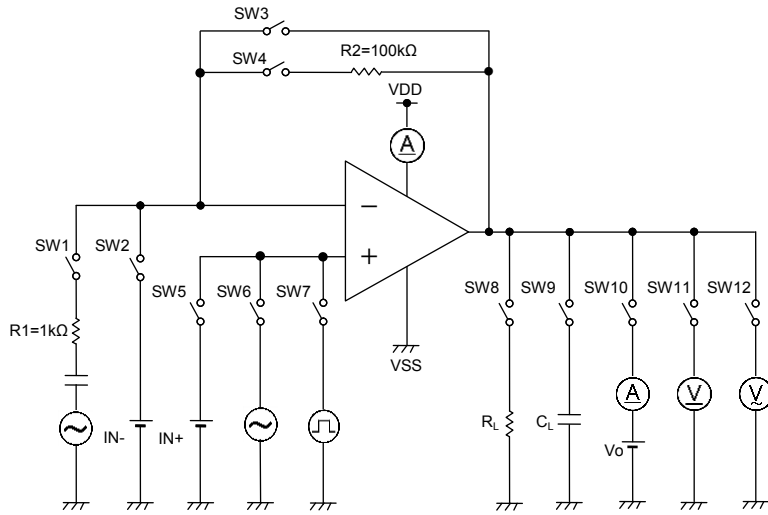 SW3
SW4
R2=100kΩ
VDD
A
SW1
SW2
SW5
SW6
SW7
−
+
VSS
SW8
SW9
SW10
SW11
SW12
R1=1kΩ
A
V
V
IN-
IN+
RL
CL
Vo